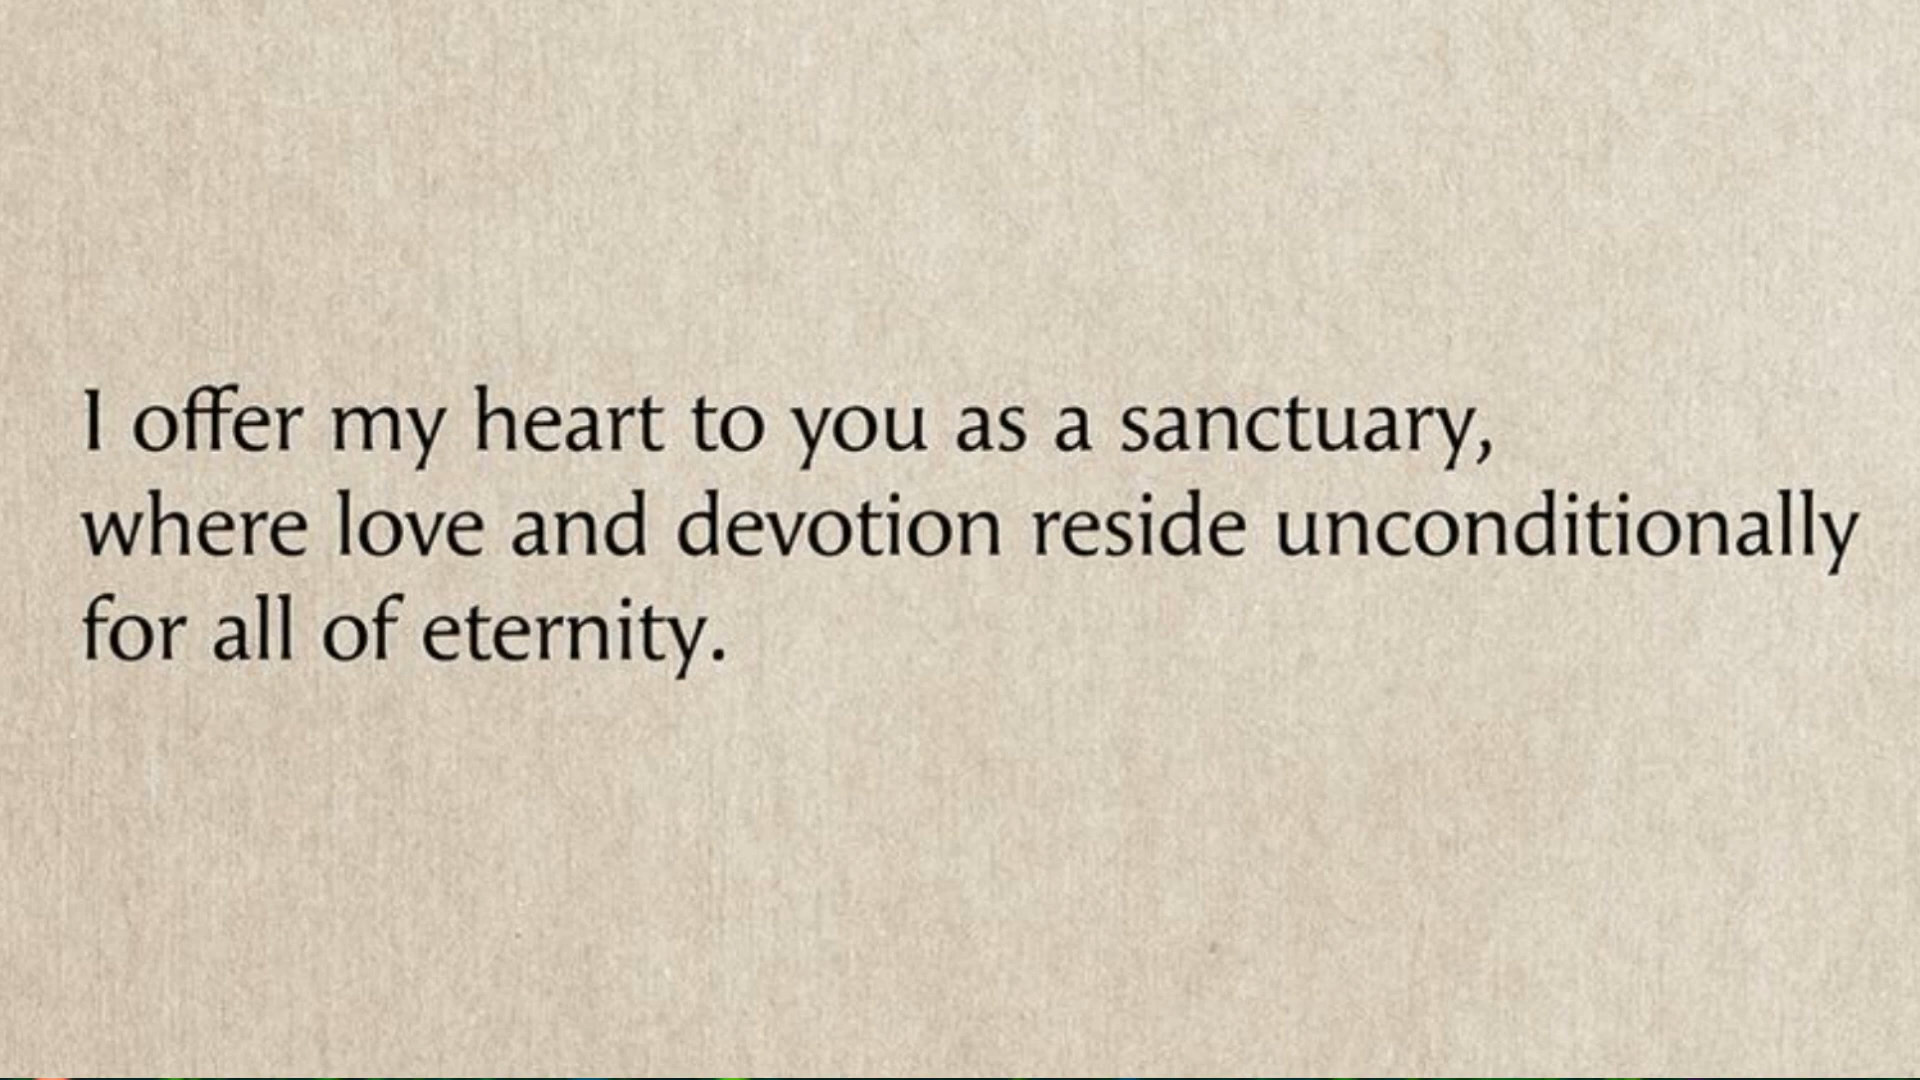 I offer my heart to you as a sanctuary,
where love and devotion reside unconditionally
for all of eternity.